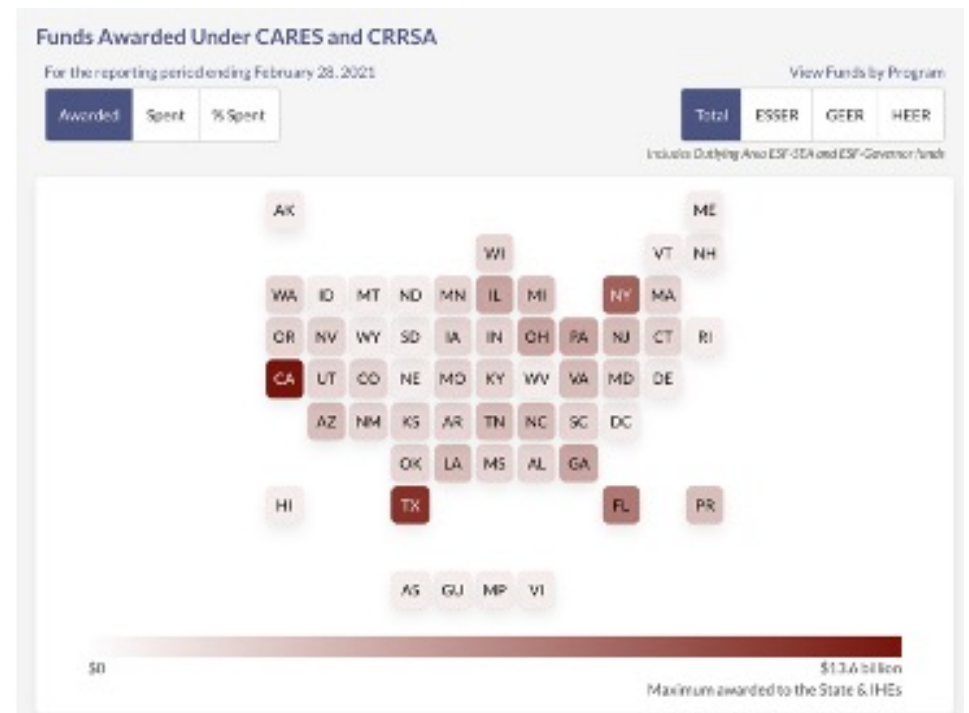 Funds Awarded Under CARES and CRRSA
For the reporting period ending February 28, 2021
View Funds by Program
Awarded Spent % Spent
Total ESSER GEER HEER
Includes Outlying Area ESF-SEA and ESF-Governor funds
AK ME
WI VT NH
WA ID MT ND MN IL MI NY MA
OR NV WY SD IA IN OH PA NJ CT RI
CA UT CO NE MO KY WV VA MD DE
AZ NM KS AR TN NC SC DC
OK LA MS AL GA
HI TX FL PR
AS GU MP VI
$0 $13.6 billion
Maximum awarded to the State & IHEs